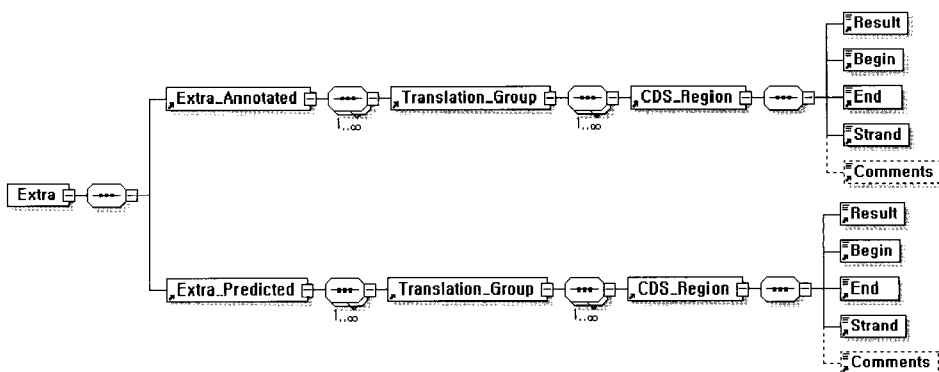 Result
Begin
Extra_Annotated Translation_Group CDS_Region End
1..∞ 1..∞
Strand
Comments
Extra
Result
Begin
Extra_Predicted Translation_Group CDS_Region End
1..∞ 1..∞
Strand
Comments